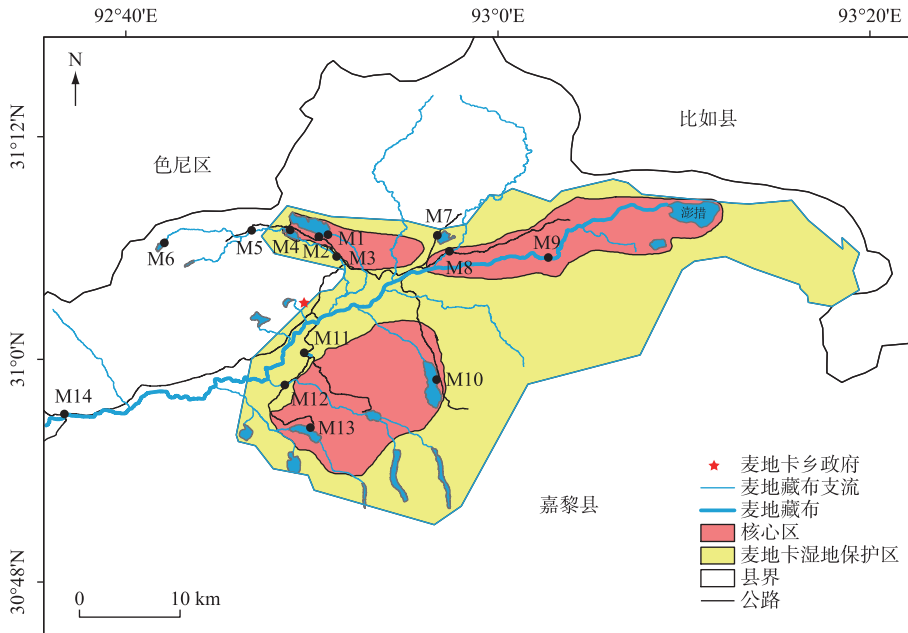 92°40'E
93°0'E
93°20'E
N
31°12'N
31°0'N
30°48'N
比如县
色尼区
澎措
M7
M1
M4
M2
M3
M5
M6
M8
M9
M11
M10
M12
M14
M13
嘉黎县
麦地卡乡政府
麦地藏布支流
麦地藏布
核心区
麦地卡湿地保护区
县界
公路
0 10 km